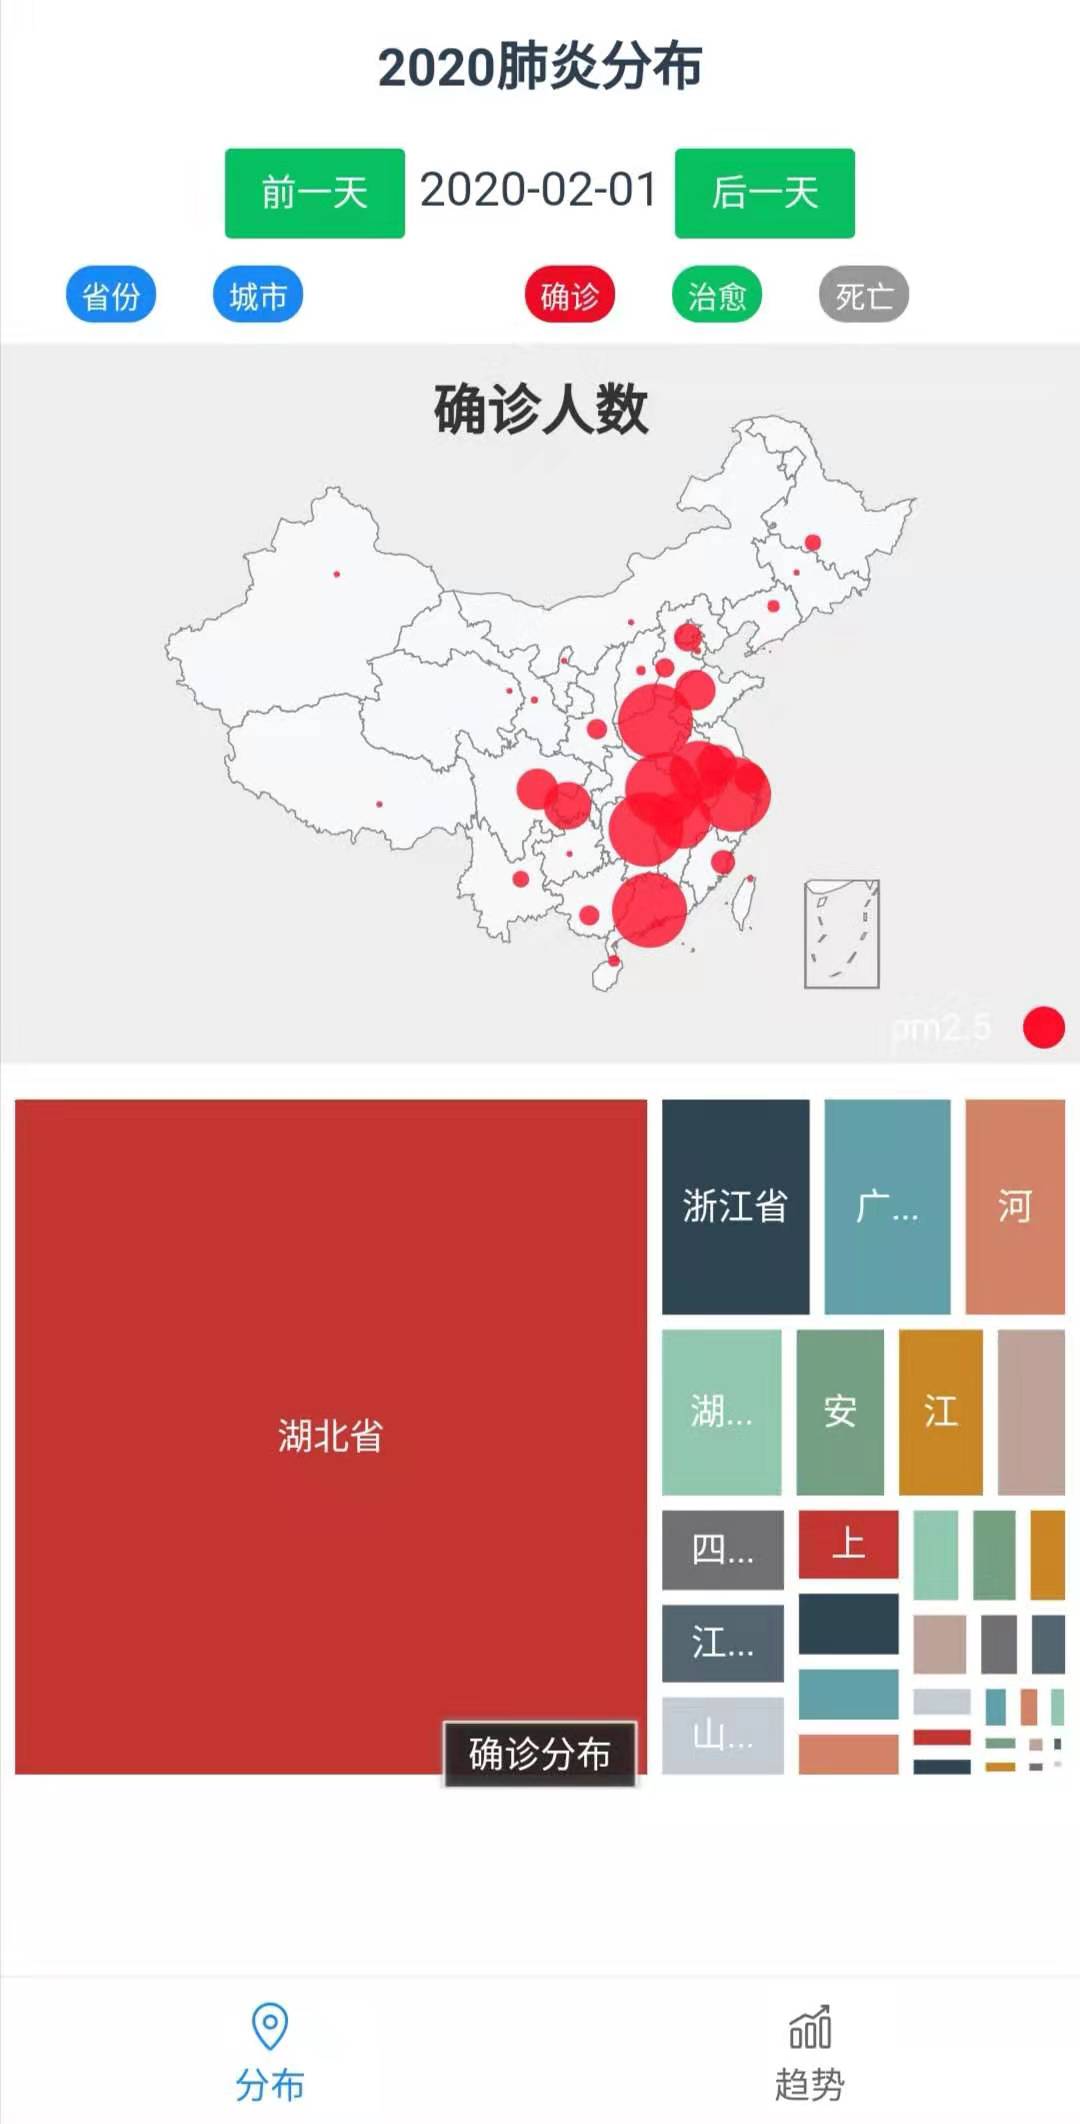 2020肺炎分布
前一天 2020-02-01 后一天
省份 城市 确诊 治愈 死亡
确诊人数
pm2.5
浙江省 广... 河
湖北省
湖... 安 江
四... 上
江...
山...
确诊分布
分布 趋势